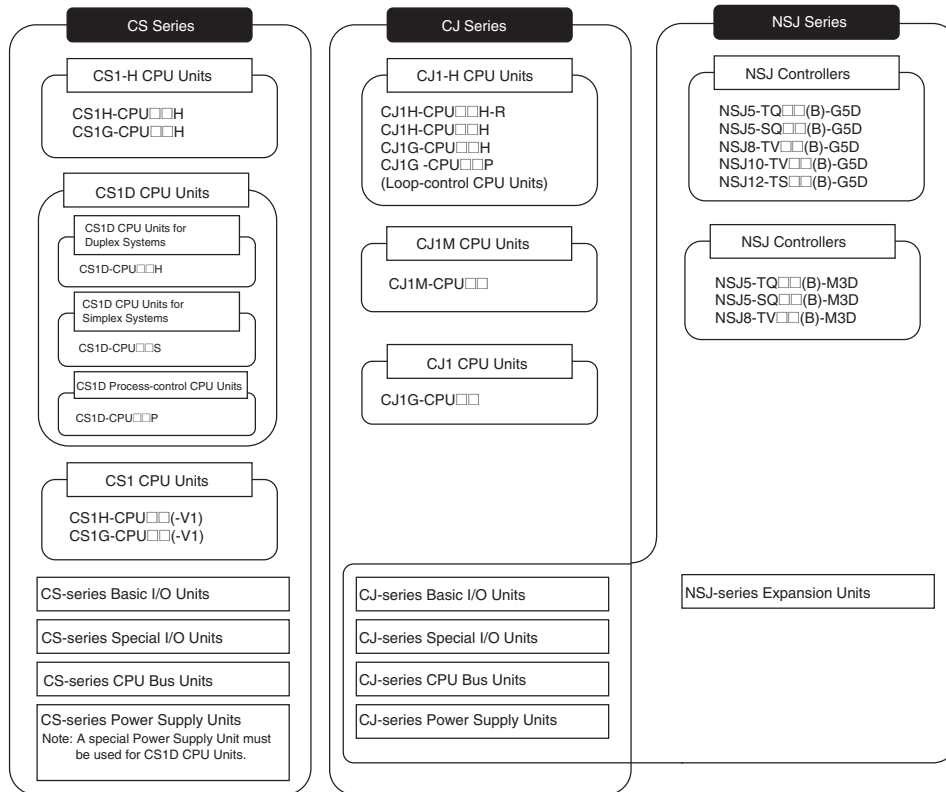 CS Series
CS1-H CPU Units
CS1H-CPU□□H
CS1G-CPU□□H
CS1D CPU Units
CS1D CPU Units for
Duplex Systems
CS1D-CPU□□H
CS1D CPU Units for
Simplex Systems
CS1D-CPU□□S
CS1D Process-control CPU Units
CS1D-CPU□□P
CS1 CPU Units
CS1H-CPU□□(-V1)
CS1G-CPU□□(-V1)
CS-series Basic I/O Units
CS-series Special I/O Units
CS-series CPU Bus Units
CS-series Power Supply Units
Note: A special Power Supply Unit must
be used for CS1D CPU Units.
CJ Series
CJ1-H CPU Units
CJ1H-CPU□□H-R
CJ1H-CPU□□H
CJ1G-CPU□□H
CJ1G -CPU□□P
(Loop-control CPU Units)
CJ1M CPU Units
CJ1M-CPU□□
CJ1 CPU Units
CJ1G-CPU□□
CJ-series Basic I/O Units
CJ-series Special I/O Units
CJ-series CPU Bus Units
CJ-series Power Supply Units
NSJ Series
NSJ Controllers
NSJ5-TQ□□(B)-G5D
NSJ5-SQ□□(B)-G5D
NSJ8-TV□□(B)-G5D
NSJ10-TV□□(B)-G5D
NSJ12-TS□□(B)-G5D
NSJ Controllers
NSJ5-TQ□□(B)-M3D
NSJ5-SQ□□(B)-M3D
NSJ8-TV□□(B)-M3D
NSJ-series Expansion Units